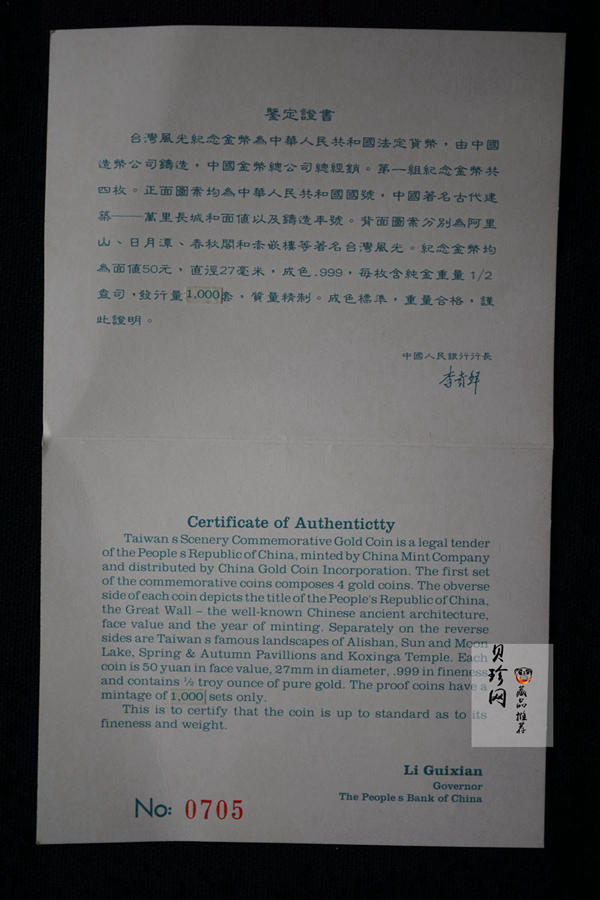 鑒定證書
台灣風光紀念金幣為中華人民共和國法定貨幣，由中國
造幣公司鑄造，中國金幣總公司總經銷。第一組紀念金幣共
四枚。正面圖案均為中華人民共和國國號，中國著名古代建
築——萬里長城和面值以及鑄造年號。背面圖案分別為阿里
山、日月潭、春秋閣和赤嵌樓等著名台灣風光。紀念金幣均
為面值50元，直徑27毫米，成色.999，每枚含純金重量1/2
盎司，發行量1,000套，質量精制。成色標準，重量合格，謹
此證明。
中國人民銀行行長
李貴鲜
Certificate of Authentictty
Taiwan s Scenery Commemorative Gold Coin is a legal tender
of the People s Republic of China, minted by China Mint Company
and distributed by China Gold Coin Incorporation. The first set
of the commemorative coins composes 4 gold coins. The obverse
side of each coin depicts the title of the People's Republic of China,
the Great Wall – the well-known Chinese ancient architecture,
face value and the year of minting. Separately on the reverse
sides are Taiwan s famous landscapes of Alishan, Sun and Moon
Lake, Spring & Autumn Pavillions and Koxinga Temple. Each
coin is 50 yuan in face value, 27mm in diameter, .999 in fineness
and contains ½ troy ounce of pure gold. The proof coins have a
mintage of 1,000 sets only.
This is to certify that the coin is up to standard as to its
fineness and weight.
Li Guixian
Governor
The People s Bank of China
No: 0705
贝珍网
藏品推荐